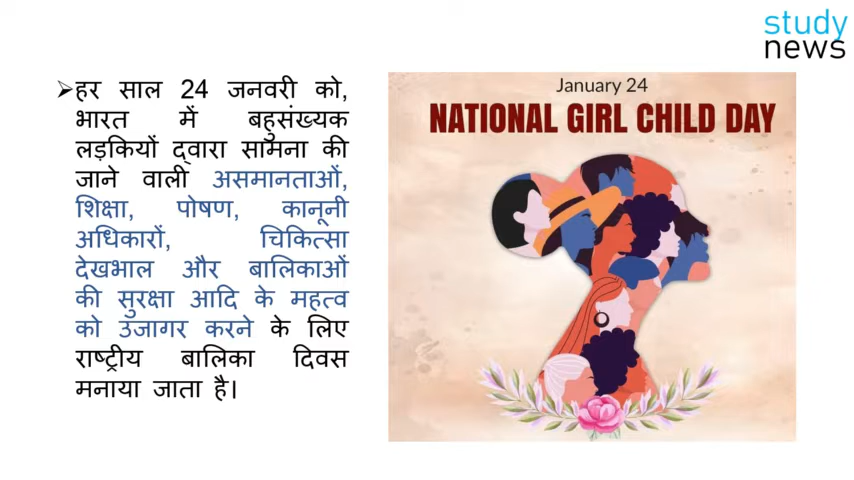 study
news
➢हर साल 24 जनवरी को,
भारत में बहुसंख्यक
लड़कियों द्वारा सामना की
जाने वाली असमानताओं,
शिक्षा, पोषण, कानूनी
अधिकारों, चिकित्सा
देखभाल और बालिकाओं
की सुरक्षा आदि के महत्व
को उजागर करने के लिए
राष्ट्रीय बालिका दिवस
मनाया जाता है।
January 24
NATIONAL GIRL CHILD DAY